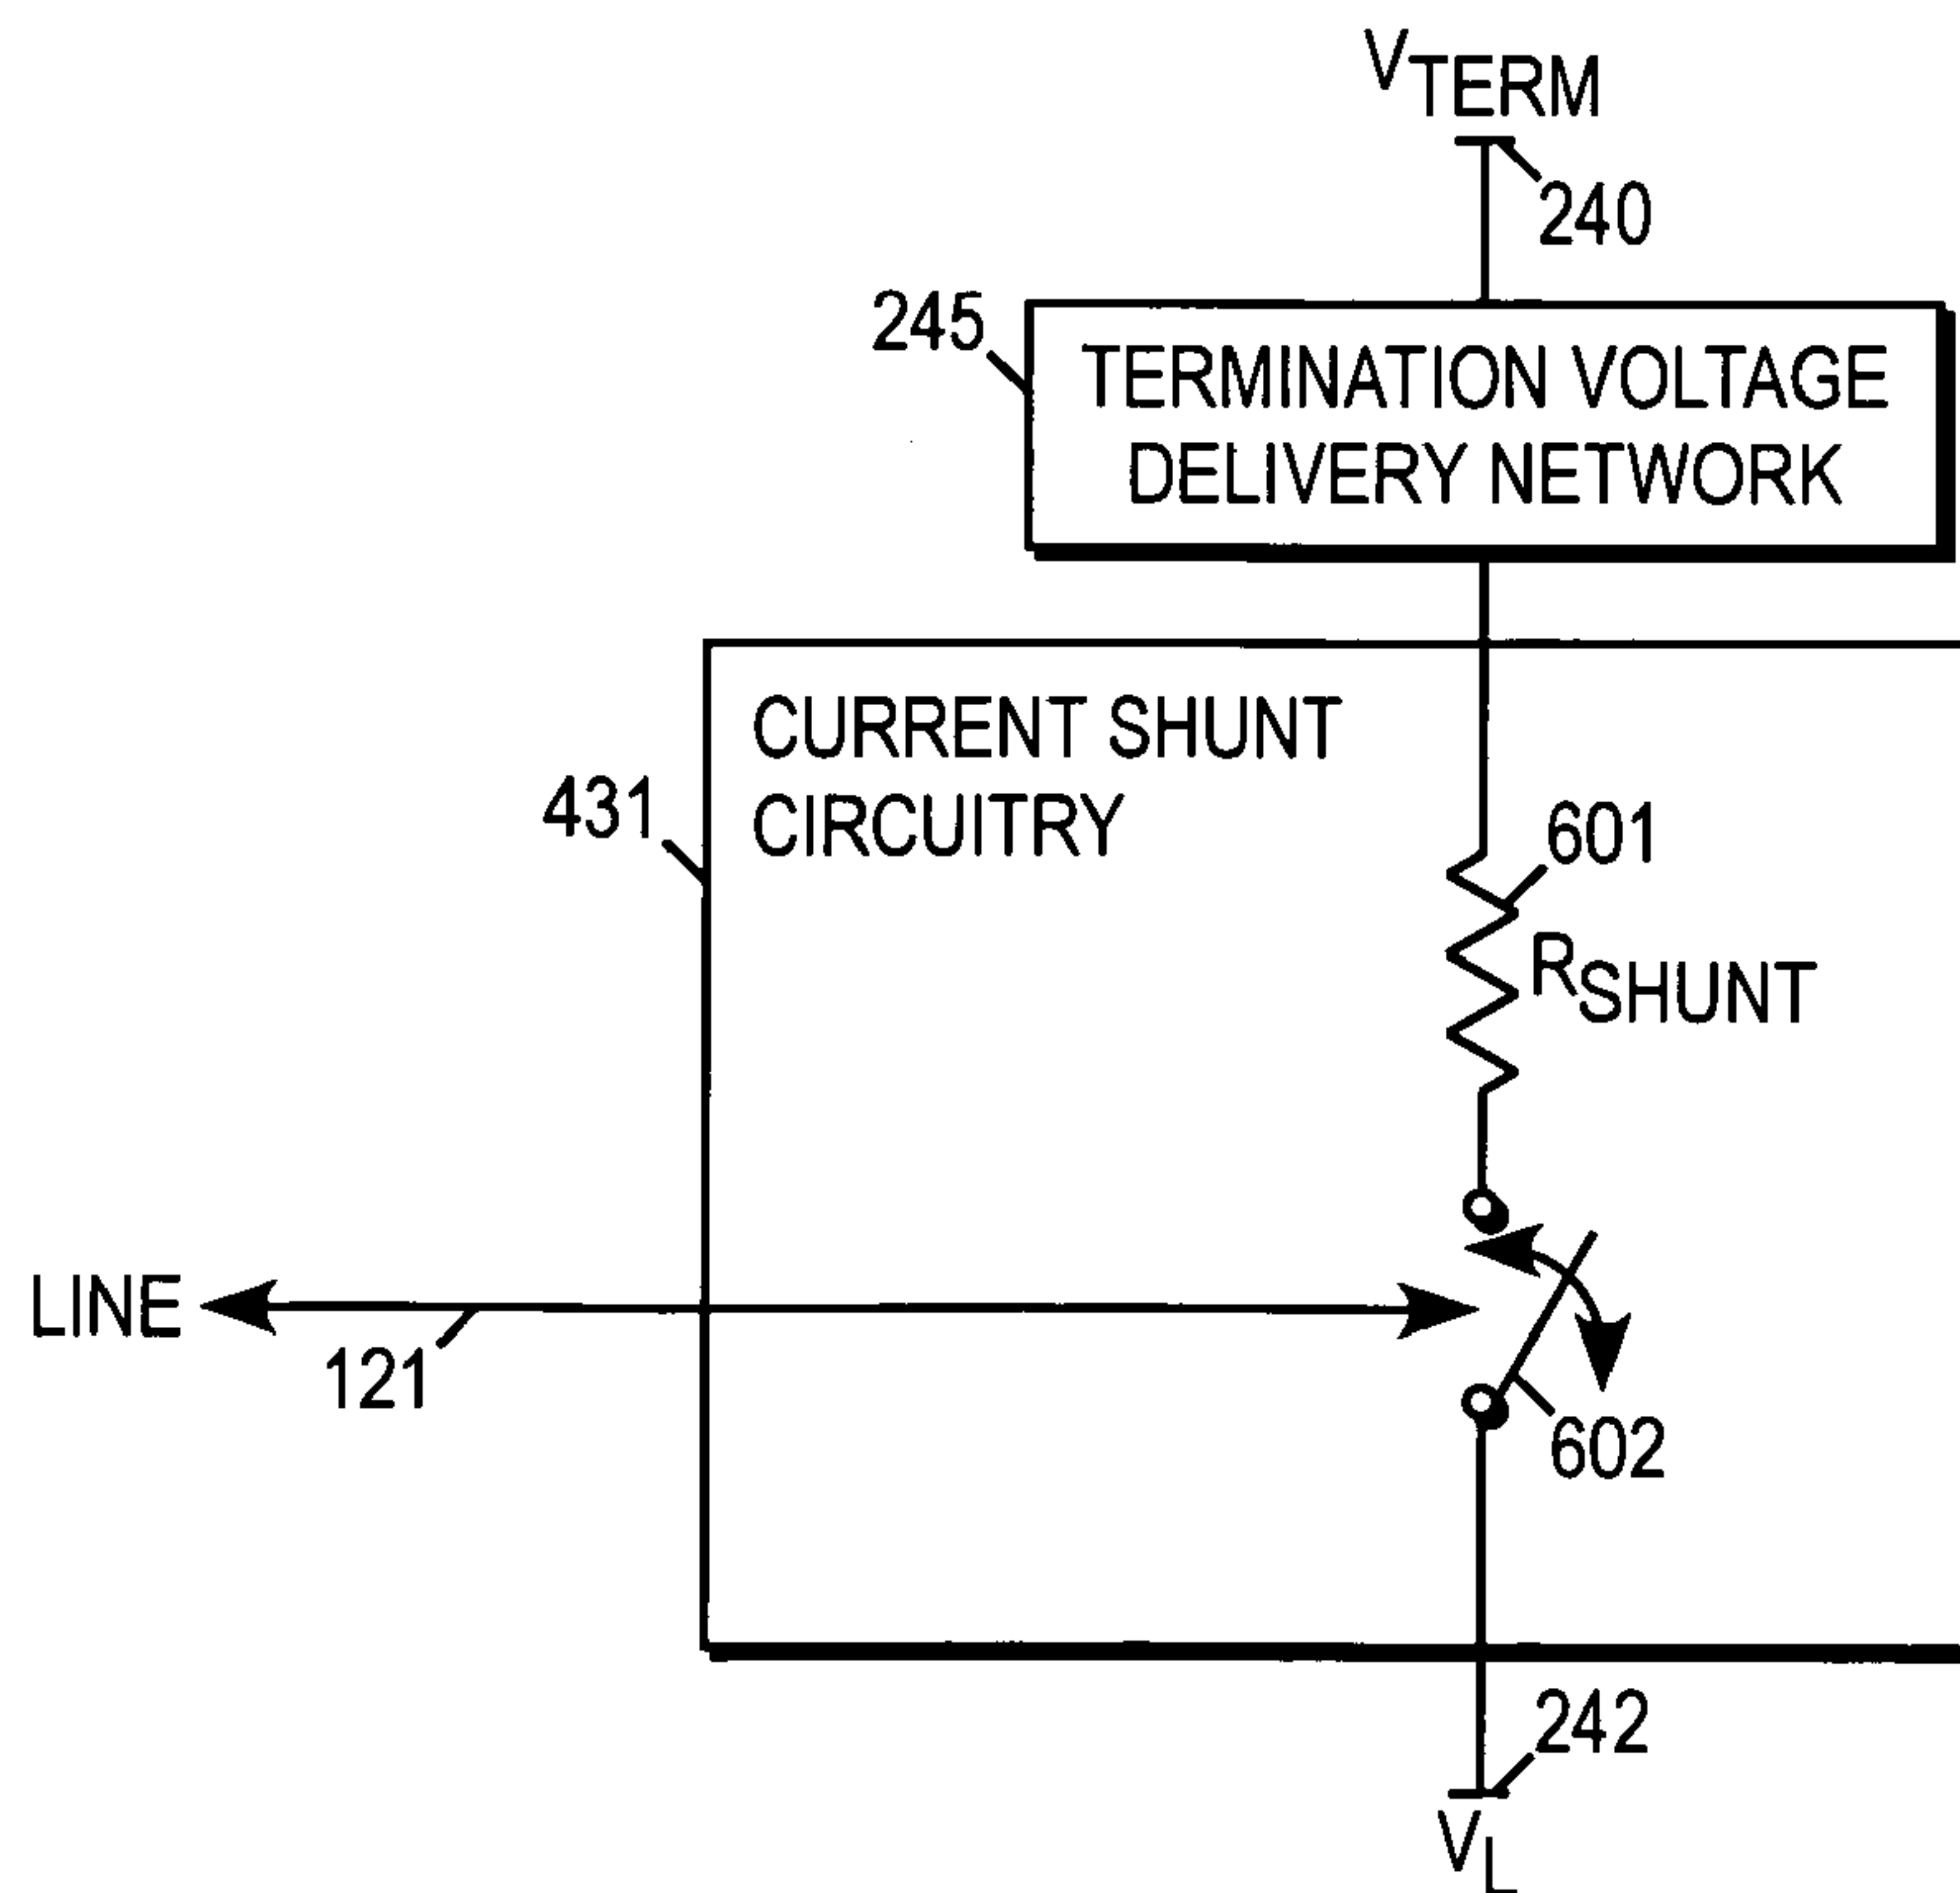 VTERM
240
245
TERMINATION VOLTAGE
DELIVERY NETWORK
CURRENT SHUNT
CIRCUITRY
431
601
RSHUNT
LINE
121
602
242
VL